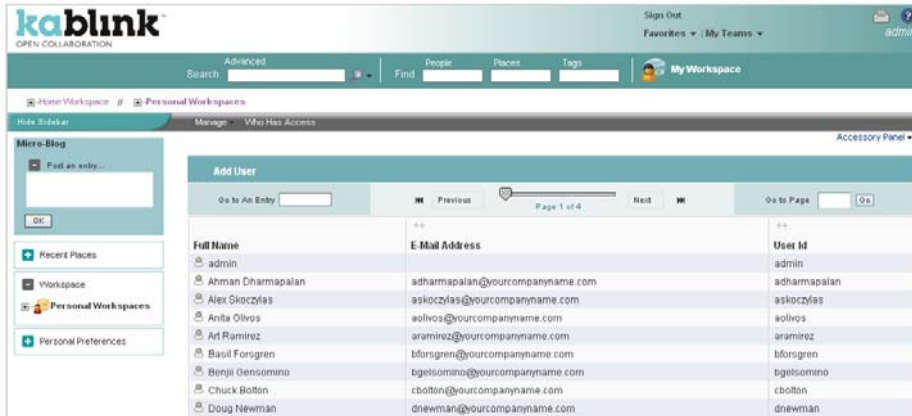 kablink
OPEN COLLABORATION
Sign Out
Favorites | My Teams
admin
Advanced
Search
People Places Tags
Find
My Workspace
Home Workspace // Personal Workspaces
Hide Sidebar
Manage Who Has Access
Accessory Panel
Micro-Blog
Post an entry...
OK
Recent Places
Workspace
Personal Workspaces
Personal Preferences
Add User
Go to An Entry Previous Page 1 of 4 Next Go to Page Go
Full Name E-Mail Address User Id
admin admin
Ahman Dharmapalan adharmapalan@yourcompanyname.com adharmapalan
Alex Skoczylas askoczylas@yourcompanyname.com askoczylas
Anita Olivos aolivos@yourcompanyname.com aolivos
Art Ramirez aramirez@yourcompanyname.com aramirez
Basil Forsgren bforsgren@yourcompanyname.com bforsgren
Benjii Gensomino bgelsomino@yourcompanyname.com bgelsomino
Chuck Bolton cbolton@yourcompanyname.com cbolton
Doug Newman dnewman@yourcompanyname.com dnewman